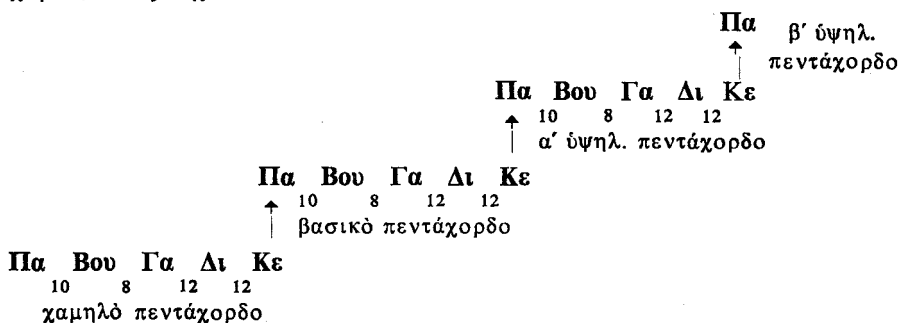 Πα
β′ ὑψηλ.
πεντάχορδο
Πα Βου Γα Δι Κε
10 8 12 12
α′ ὑψηλ. πεντάχορδο
Πα Βου Γα Δι Κε
10 8 12 12
βασικὸ πεντάχορδο
Πα Βου Γα Δι Κε
10 8 12 12
χαμηλὸ πεντάχορδο